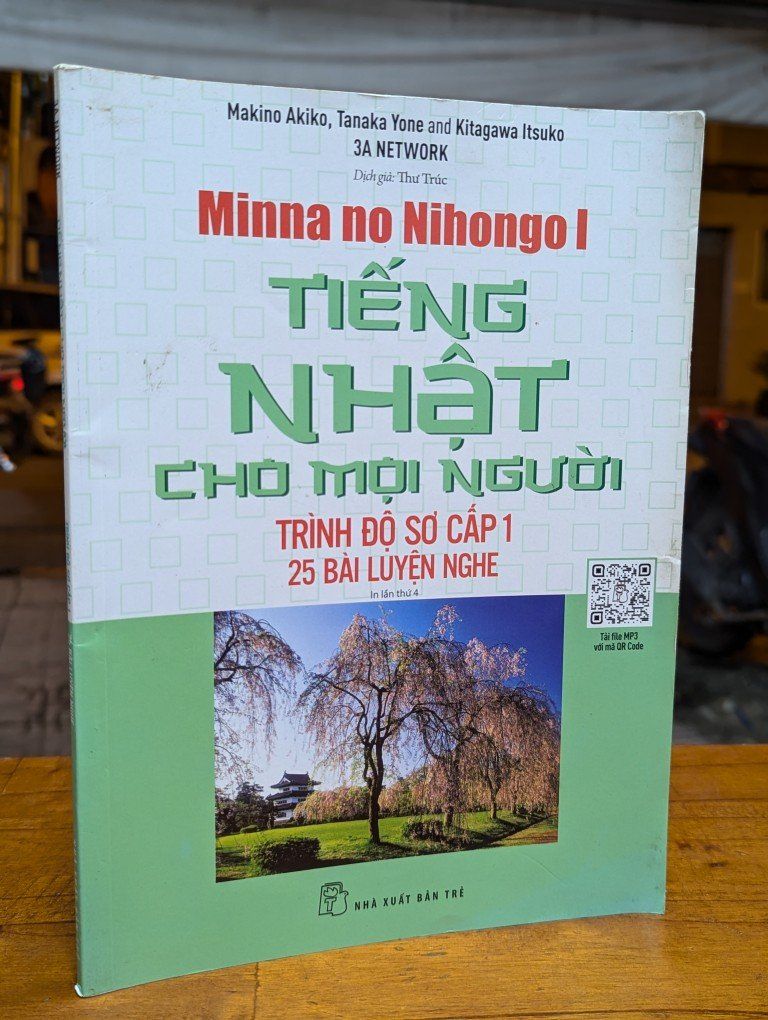 Makino Akiko, Tanaka Yone and Kitagawa Itsuko
3A NETWORK
Dịch giả: Thư Trúc
Minna no Nihongo I
TIẾNG
NHẬT
CHO MỌI NGƯỜI
TRÌNH ĐỘ SƠ CẤP 1
25 BÀI LUYỆN NGHE
In lần thứ 4
Tải file MP3
với mã QR Code
NHÀ XUẤT BẢN TRẺ